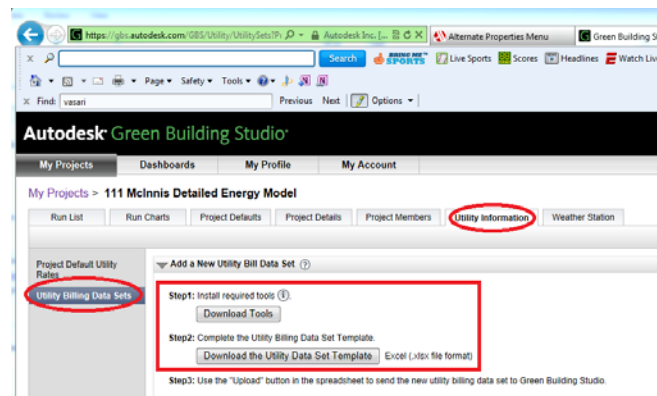 https://gbs.autodesk.com/GBS/Utility/UtilitySets?P Autodesk Inc. [... Alternate Properties Menu Green Building S
Search BRING ME SPORTS Live Sports Scores Headlines Watch Liv
Page Safety Tools
Find: vasari Previous Next Options
Autodesk Green Building Studio
My Projects Dashboards My Profile My Account
My Projects > 111 McInnis Detailed Energy Model
Run List Run Charts Project Defaults Project Details Project Members Utility Information Weather Station
Project Default Utility Rates
Utility Billing Data Sets
Add a New Utility Bill Data Set (?)
Step1: Install required tools
Download Tools
Step2: Complete the Utility Billing Data Set Template.
Download the Utility Data Set Template Excel (.xlsx file format)
Step3: Use the "Upload" button in the spreadsheet to send the new utility billing data set to Green Building Studio.